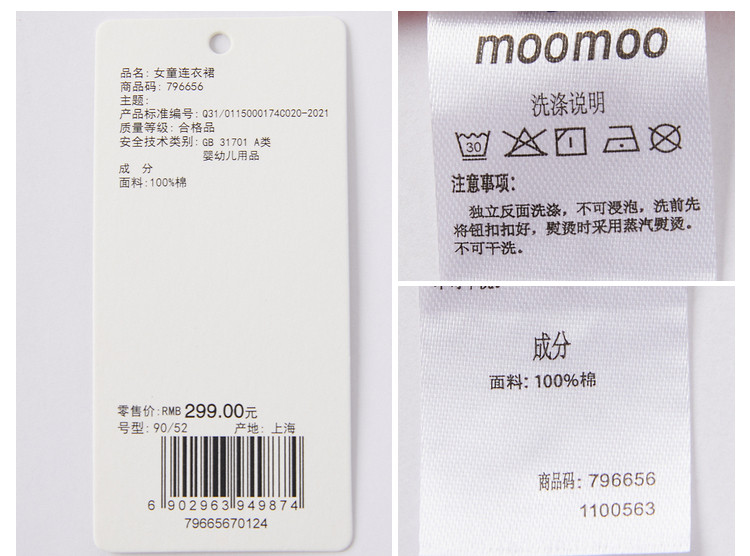 品名: 女童连衣裙
商品码: 796656
主题:
产品标准编号: Q31/01150001740020-2021
质量等级: 合格品
安全技术类别: GB 31701 A类
婴幼儿用品
成 分
面料:100%棉
零售价:RMB 299.00元
号型: 90/52 产地: 上海
6 902963 949874
79665670124
moomoo
洗涤说明
30
注意事项:
独立反面洗涤，不可浸泡，洗前先
将钮扣扣好，熨烫时采用蒸汽熨烫。
不可干洗。
成分
面料: 100%棉
商品码: 796656
1100563